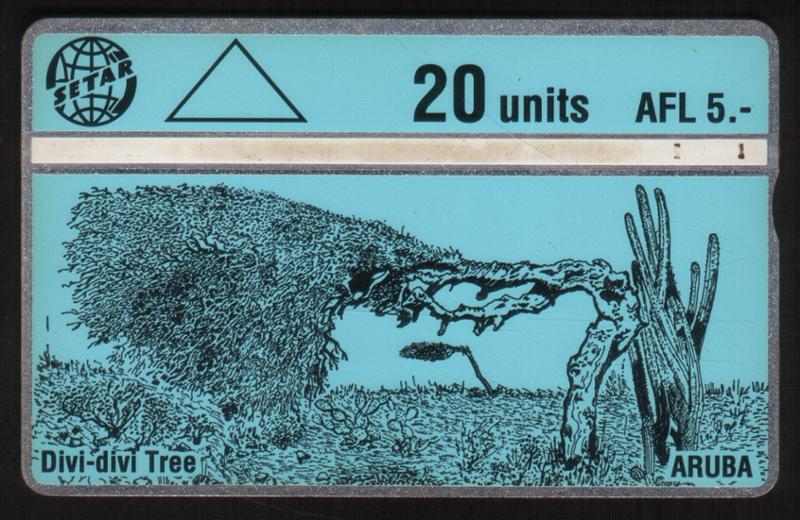 SETAR
20 units AFL 5.-
Divi-divi Tree
ARUBA